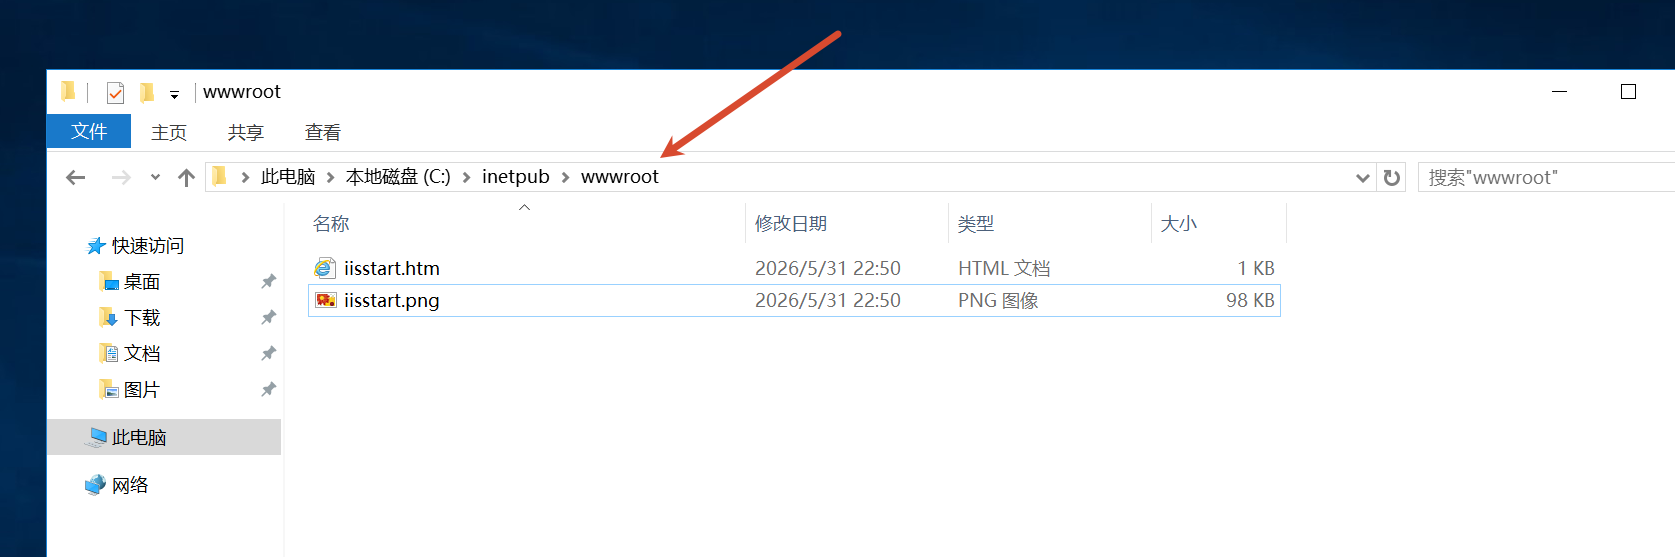 wwwroot
文件 主页 共享 查看
此电脑 本地磁盘 (C:) inetpub wwwroot 搜索"wwwroot"
名称 修改日期 类型 大小
快速访问
桌面
下载
文档
图片
此电脑
网络
iisstart.htm 2026/5/31 22:50 HTML 文档 1 KB
iisstart.png 2026/5/31 22:50 PNG 图像 98 KB